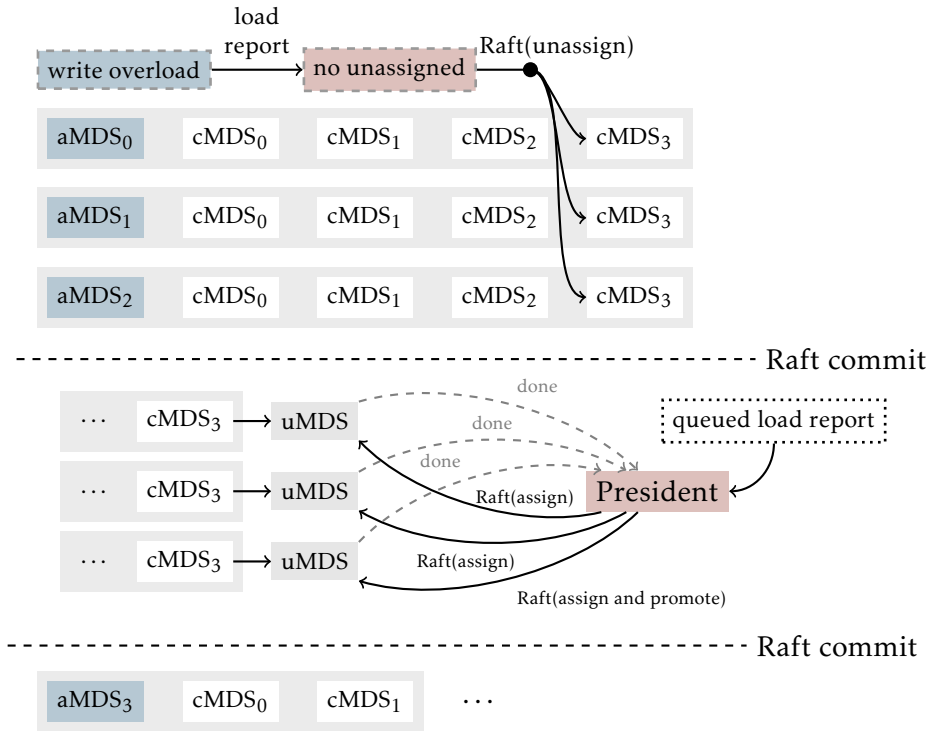 load
report
Raft(unassign)
write overload
no unassigned
aMDS0 cMDS0 cMDS1 cMDS2 cMDS3
aMDS1 cMDS0 cMDS1 cMDS2 cMDS3
aMDS2 cMDS0 cMDS1 cMDS2 cMDS3
Raft commit
done
··· cMDS3 uMDS
done
queued load report
done
··· cMDS3 uMDS
Raft(assign)
President
··· cMDS3 uMDS
Raft(assign)
Raft(assign and promote)
Raft commit
aMDS3 cMDS0 cMDS1 ···